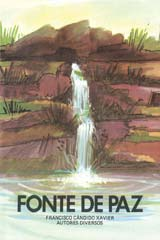 FONTE DE PAZ
FRANCISCO CÂNDIDO XAVIER
AUTORES DIVERSOS